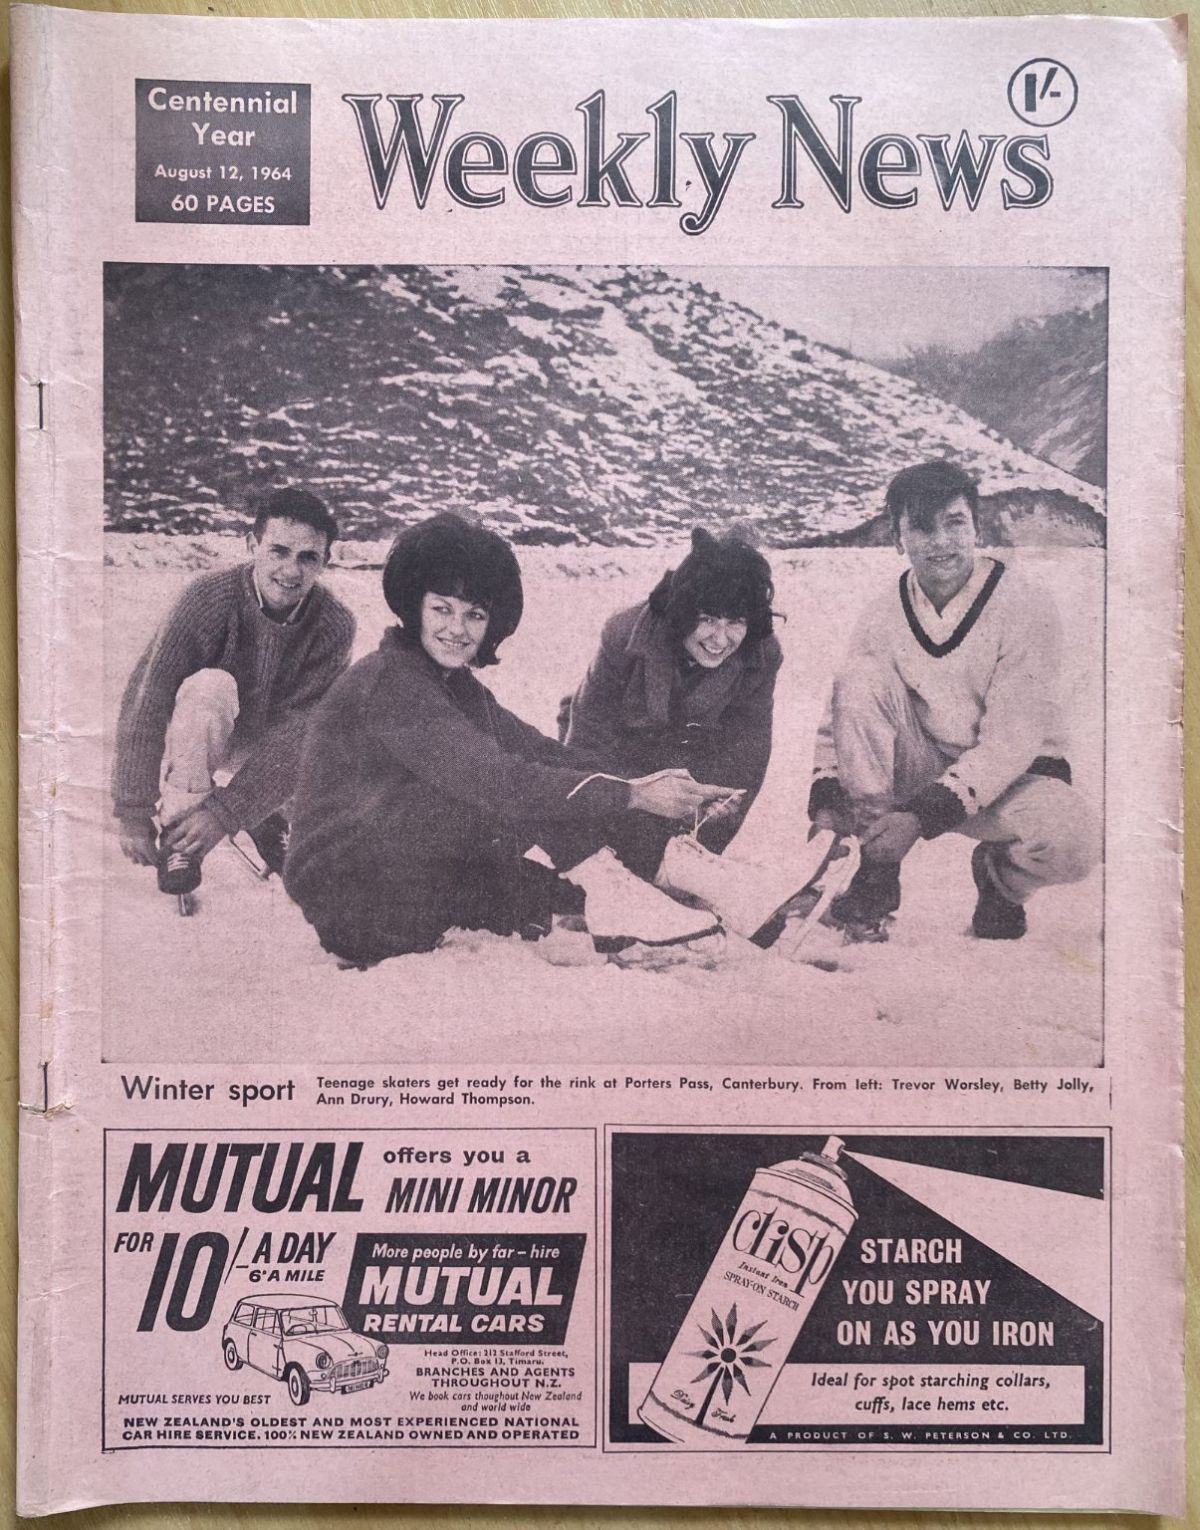 Centennial
Year
August 12, 1964
60 PAGES
Weekly News
1/-
Winter sport
Teenage skaters get ready for the rink at Porters Pass, Canterbury. From left: Trevor Worsley, Betty Jolly,
Ann Drury, Howard Thompson.
MUTUAL offers you a
MINI MINOR
FOR 10/- A DAY
6ᴰ A MILE
More people by far – hire
MUTUAL
RENTAL CARS
Head Office: 212 Stafford Street,
P.O. Box 13, Timaru.
BRANCHES AND AGENTS
THROUGHOUT N.Z.
We book cars thoughout New Zealand
and world wide
MUTUAL SERVES YOU BEST
NEW ZEALAND'S OLDEST AND MOST EXPERIENCED NATIONAL
CAR HIRE SERVICE. 100% NEW ZEALAND OWNED AND OPERATED
Crisp
Instant Iron
SPRAY-ON STARCH
STARCH
YOU SPRAY
ON AS YOU IRON
Ideal for spot starching collars,
cuffs, lace hems etc.
A PRODUCT OF S. W. PETERSON & CO. LTD.